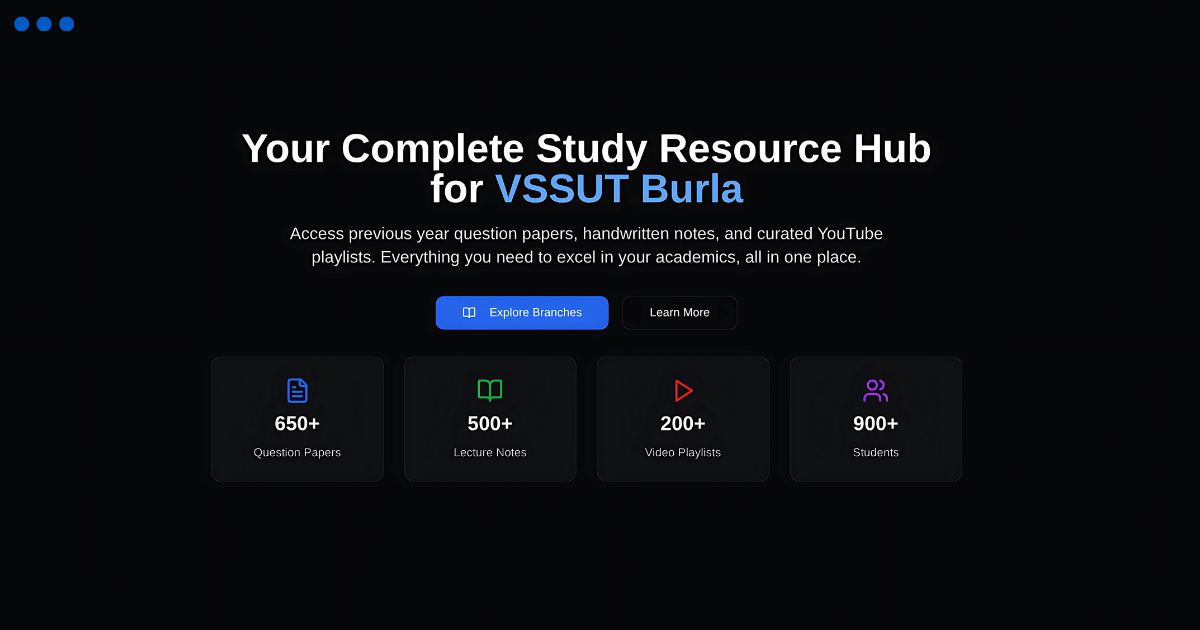 Your Complete Study Resource Hub
for VSSUT Burla
Access previous year question papers, handwritten notes, and curated YouTube
playlists. Everything you need to excel in your academics, all in one place.
Explore Branches
Learn More
650+
Question Papers
500+
Lecture Notes
200+
Video Playlists
900+
Students